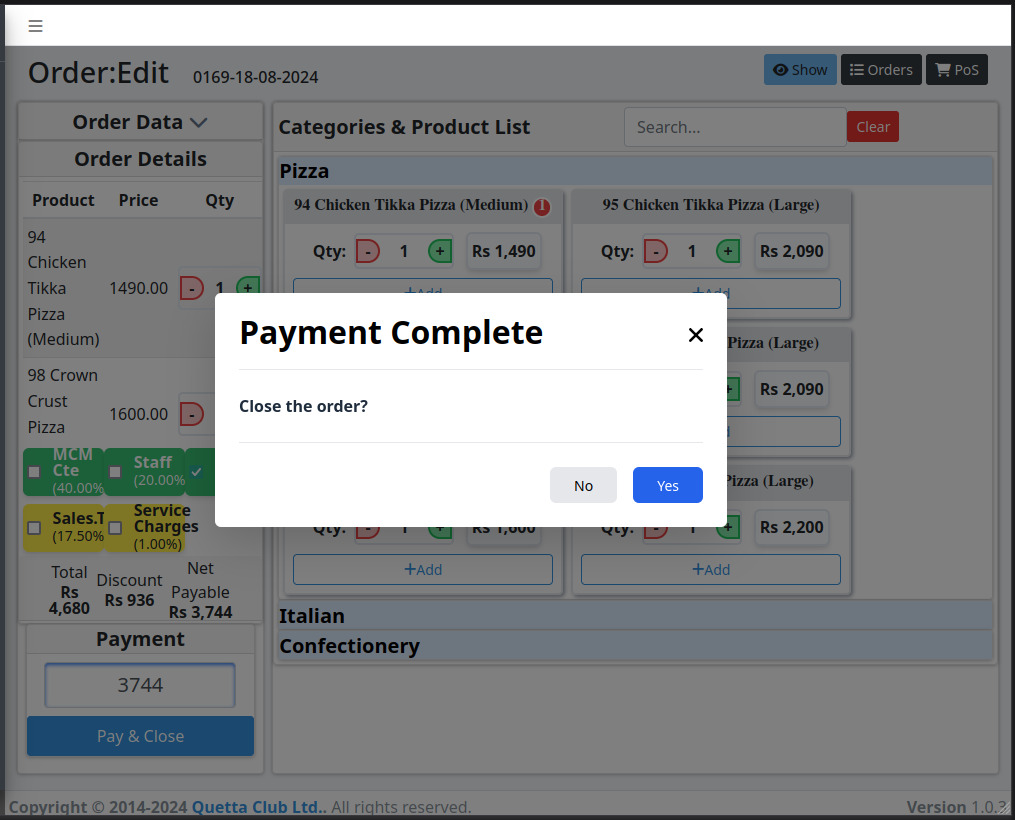 Order:Edit 0169-18-08-2024 Show Orders PoS
Order Data
Order Details
Product Price Qty
94
Chicken
Tikka 1490.00 - 1 +
Pizza
(Medium)
98 Crown
Crust 1600.00 -
Pizza
MCM
Cte
(40.00%
Staff
(20.00%
Sales.T
(17.50%
Service
Charges
(1.00%)
Total
Rs
4,680
Discount
Rs 936
Net
Payable
Rs 3,744
Payment
3744
Pay & Close
Categories & Product List Search... Clear
Pizza
94 Chicken Tikka Pizza (Medium) 1 95 Chicken Tikka Pizza (Large)
Qty: - 1 + Rs 1,490 Qty: - 1 + Rs 2,090
+Add +Add
Pizza (Large)
+ Rs 2,090
Pizza (Large)
Qty: - 1 + Rs 1,600 Qty: - 1 + Rs 2,200
+Add +Add
Italian
Confectionery
Payment Complete
Close the order?
No Yes
Copyright © 2014-2024 Quetta Club Ltd.. All rights reserved. Version 1.0.